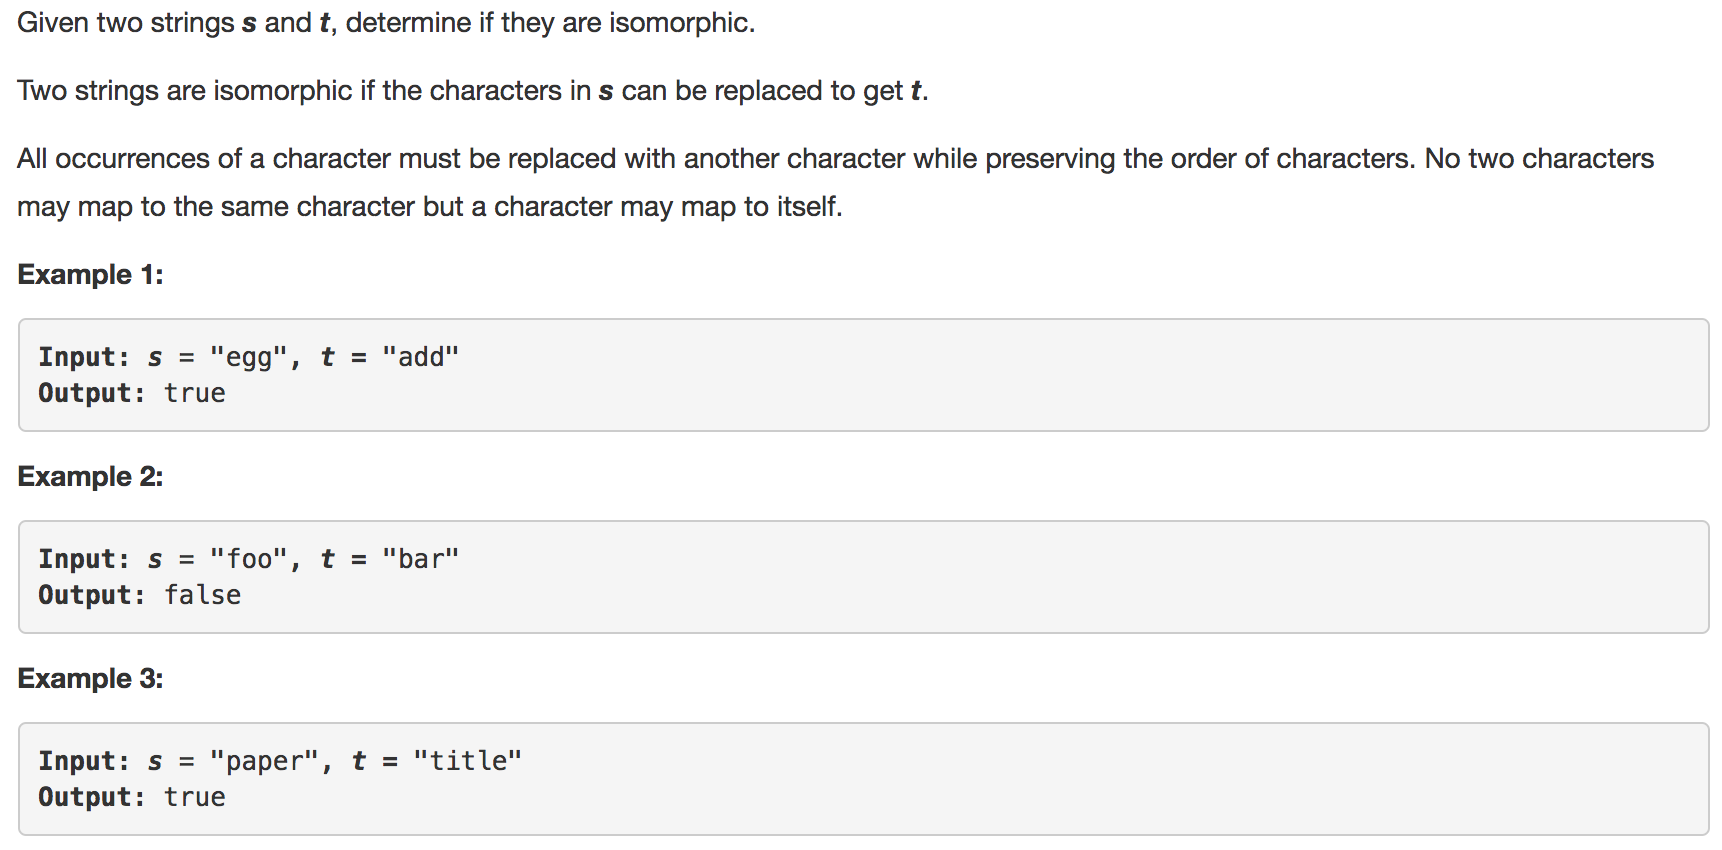 Given two strings s and t, determine if they are isomorphic.
Two strings are isomorphic if the characters in s can be replaced to get t.
All occurrences of a character must be replaced with another character while preserving the order of characters. No two characters
may map to the same character but a character may map to itself.
Example 1:
Input: s = "egg", t = "add"
Output: true
Example 2:
Input: s = "foo", t = "bar"
Output: false
Example 3:
Input: s = "paper", t = "title"
Output: true